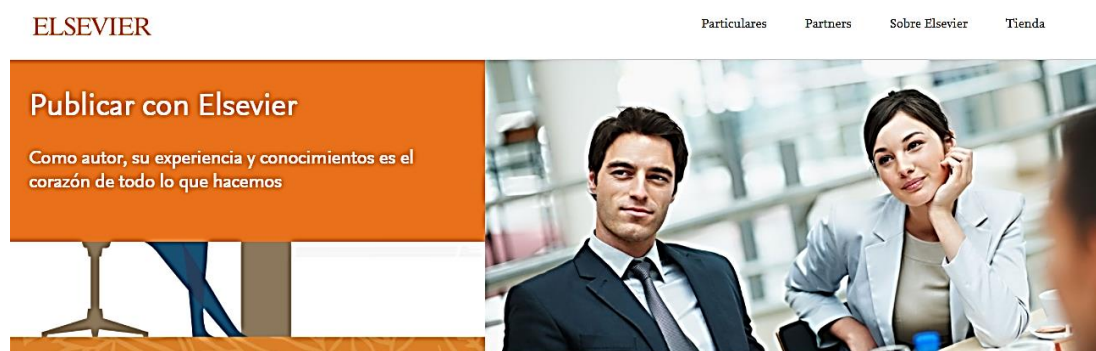 ELSEVIER
Particulares Partners Sobre Elsevier Tienda
Publicar con Elsevier
Como autor, su experiencia y conocimientos es el
corazón de todo lo que hacemos